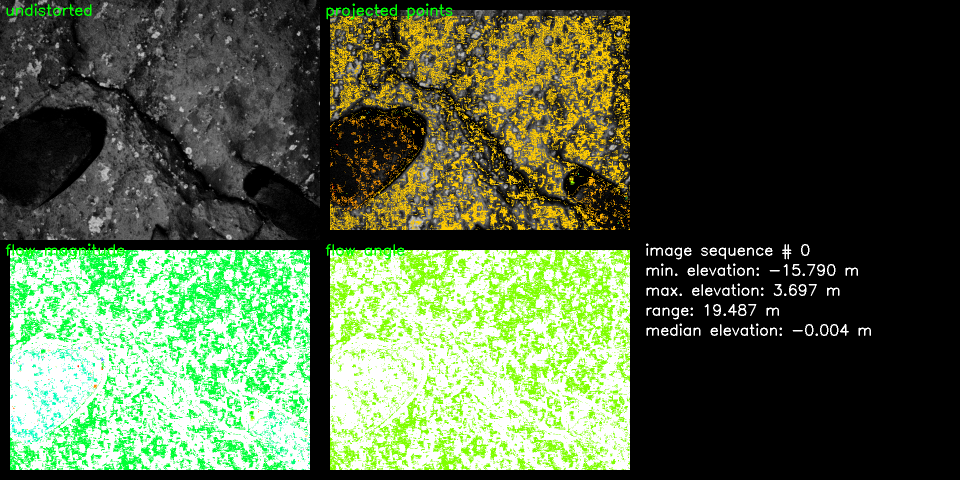 undistorted
projected points
flow magnitude
flow angle
image sequence # 0
min. elevation: -15.790 m
max. elevation: 3.697 m
range: 19.487 m
median elevation: -0.004 m